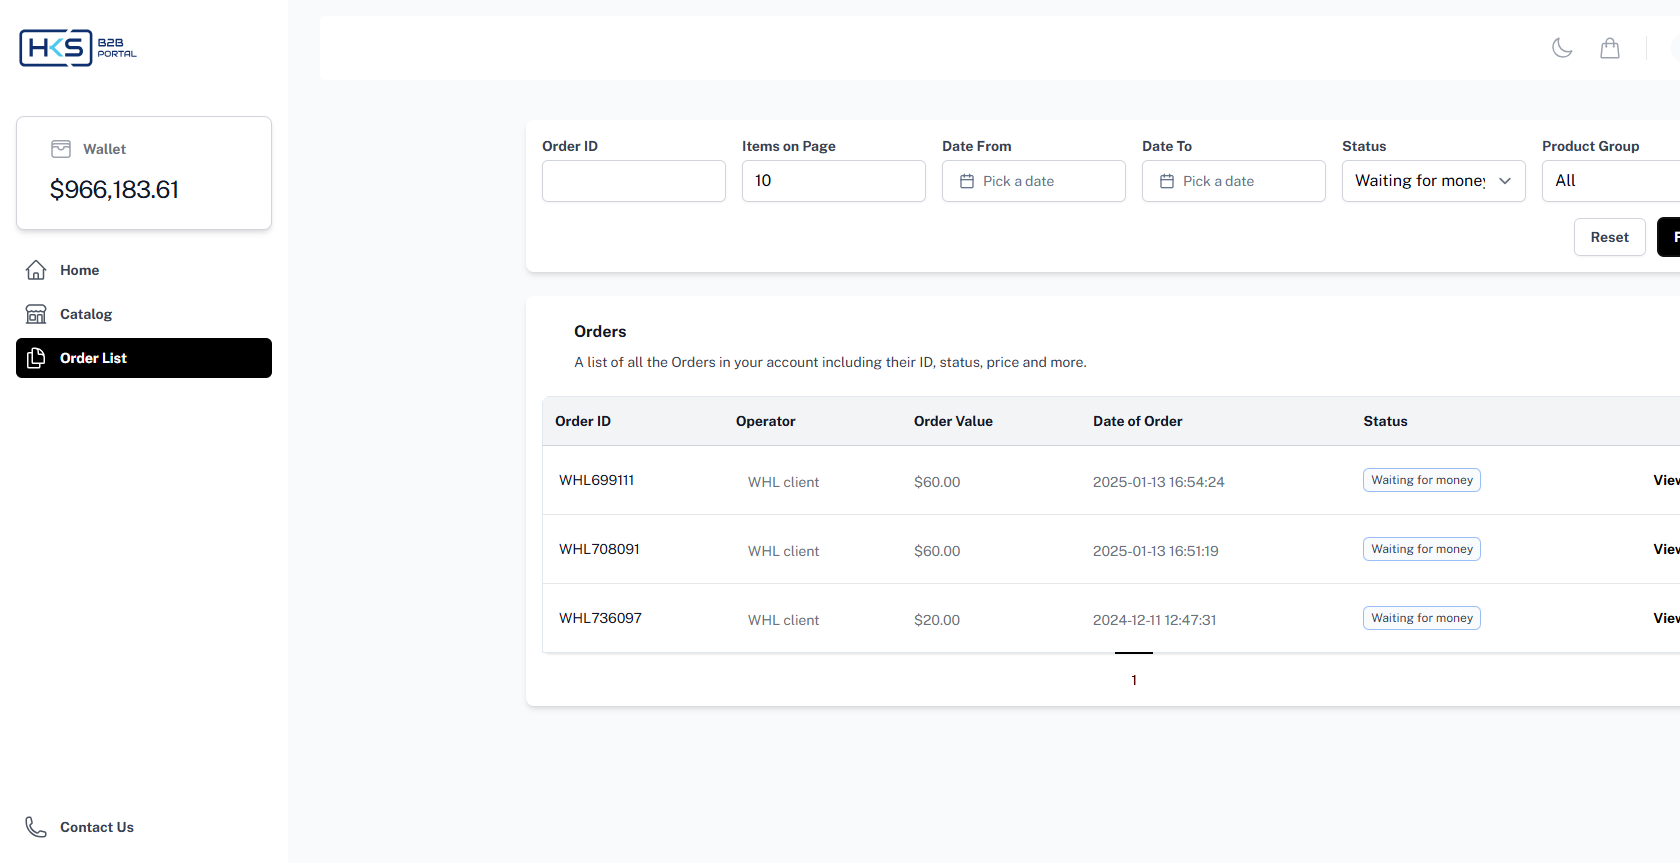 HKS B2B PORTAL
Wallet
$966,183.61
Home
Catalog
Order List
Contact Us
Order ID
Items on Page
Date From
Date To
Status
Product Group
10
Pick a date
Pick a date
Waiting for money
All
Reset
Orders
A list of all the Orders in your account including their ID, status, price and more.
Order ID Operator Order Value Date of Order Status
WHL699111 WHL client $60.00 2025-01-13 16:54:24 Waiting for money View
WHL708091 WHL client $60.00 2025-01-13 16:51:19 Waiting for money View
WHL736097 WHL client $20.00 2024-12-11 12:47:31 Waiting for money View
1